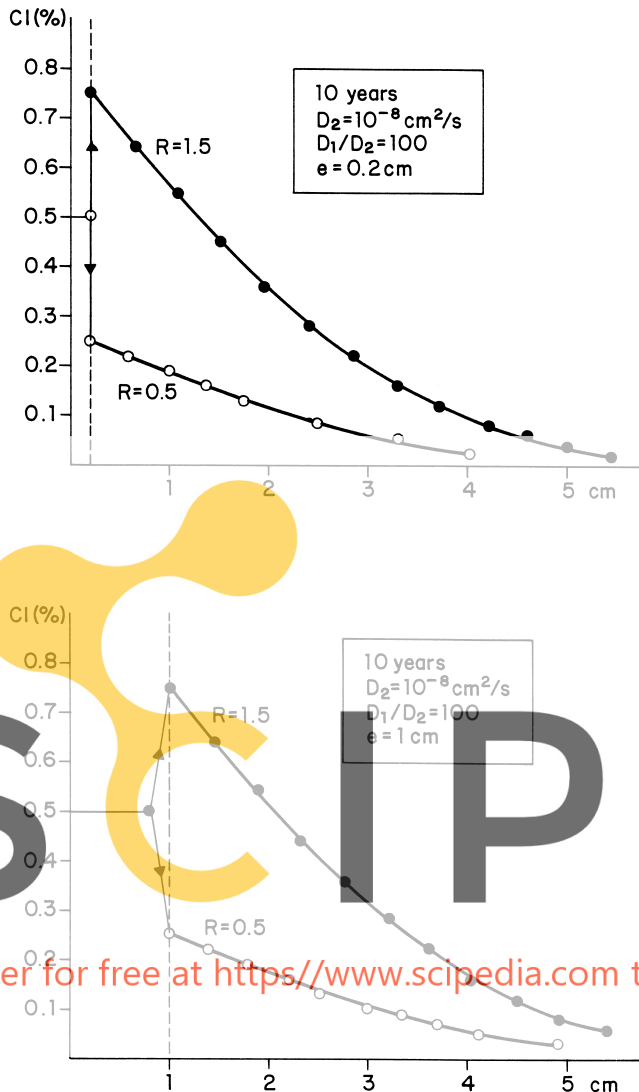 Cl(%)
0.8
0.7
0.6
0.5
0.4
0.3
0.2
0.1
R=1.5
R=0.5
10 years
D₂=10⁻⁸cm²/s
D₁/D₂=100
e=0.2cm
1 2 3 4 5 cm
Cl(%)
0.8
0.7
0.6
0.5
0.4
0.3
0.2
0.1
R=1.5
R=0.5
10 years
D₂=10⁻⁸cm²/s
D₁/D₂=100
e=1cm
SCIP
er for free at https//www.scipedia.com t
1 2 3 4 5 cm